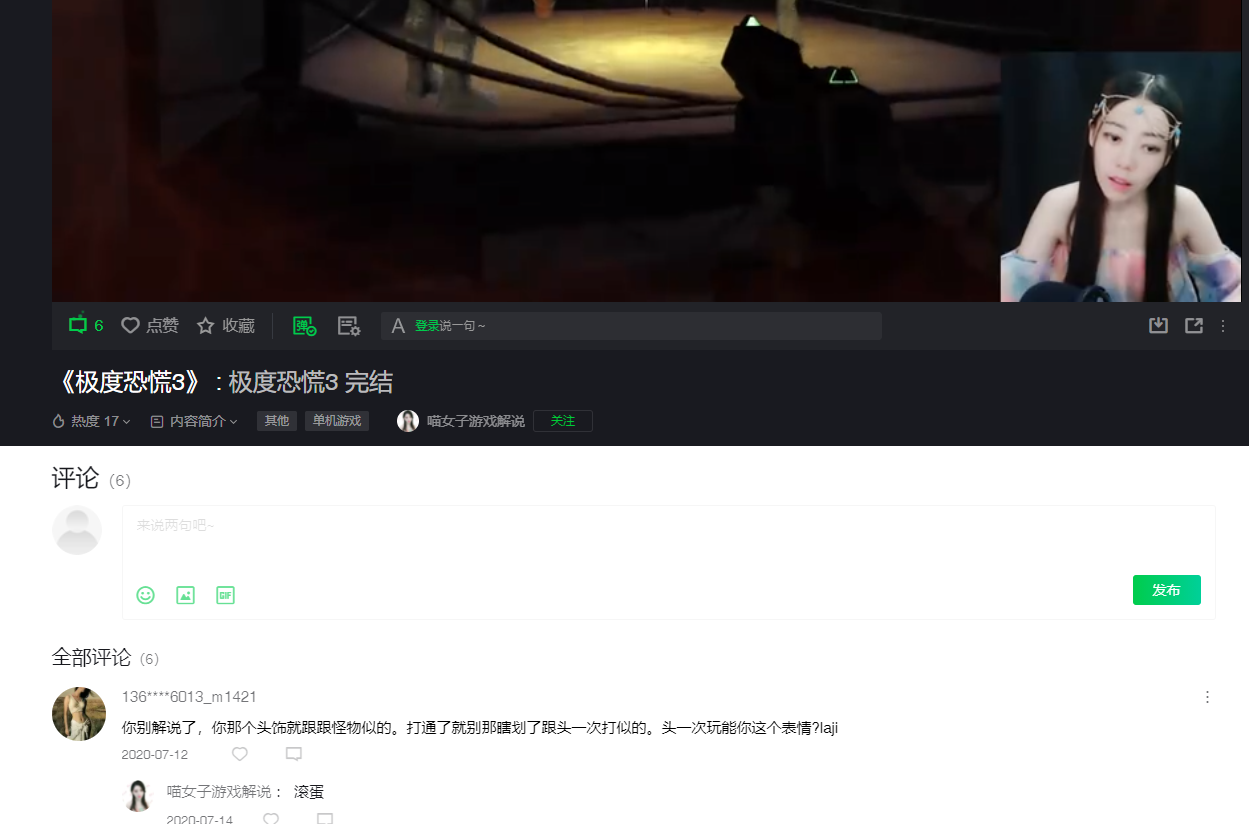 6 点赞 收藏 弹 A 登录说一句~
《极度恐慌3》 : 极度恐慌3 完结
热度 17 内容简介 其他 单机游戏 喵女子游戏解说 关注
评论 (6)
来说两句吧~
GIF 发布
全部评论 (6)
136****6013_m1421
你别解说了，你那个头饰就跟跟怪物似的。打通了就别那瞎划了跟头一次打似的。头一次玩能你这个表情?laji
2020-07-12
喵女子游戏解说： 滚蛋
2020-07-14